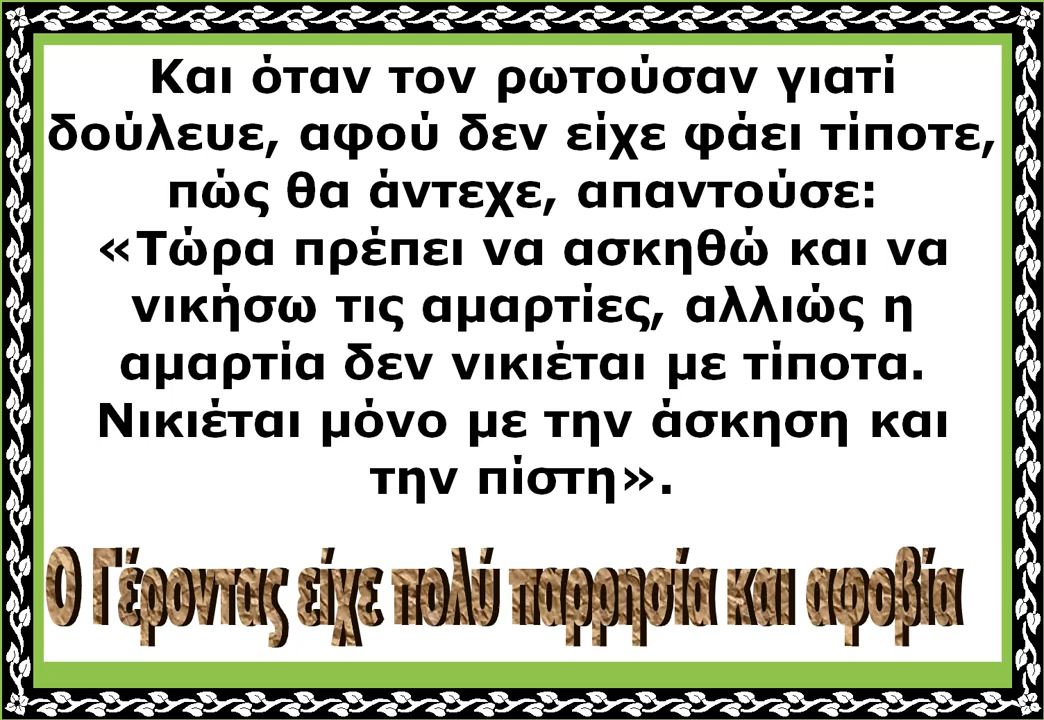 Και όταν τον ρωτούσαν γιατί
δούλευε, αφού δεν είχε φάει τίποτε,
πώς θα άντεχε, απαντούσε:
«Τώρα πρέπει να ασκηθώ και να
νικήσω τις αμαρτίες, αλλιώς η
αμαρτία δεν νικιέται με τίποτα.
Νικιέται μόνο με την άσκηση και
την πίστη».
Ο Γέροντας είχε πολύ παρρησία και αφοβία